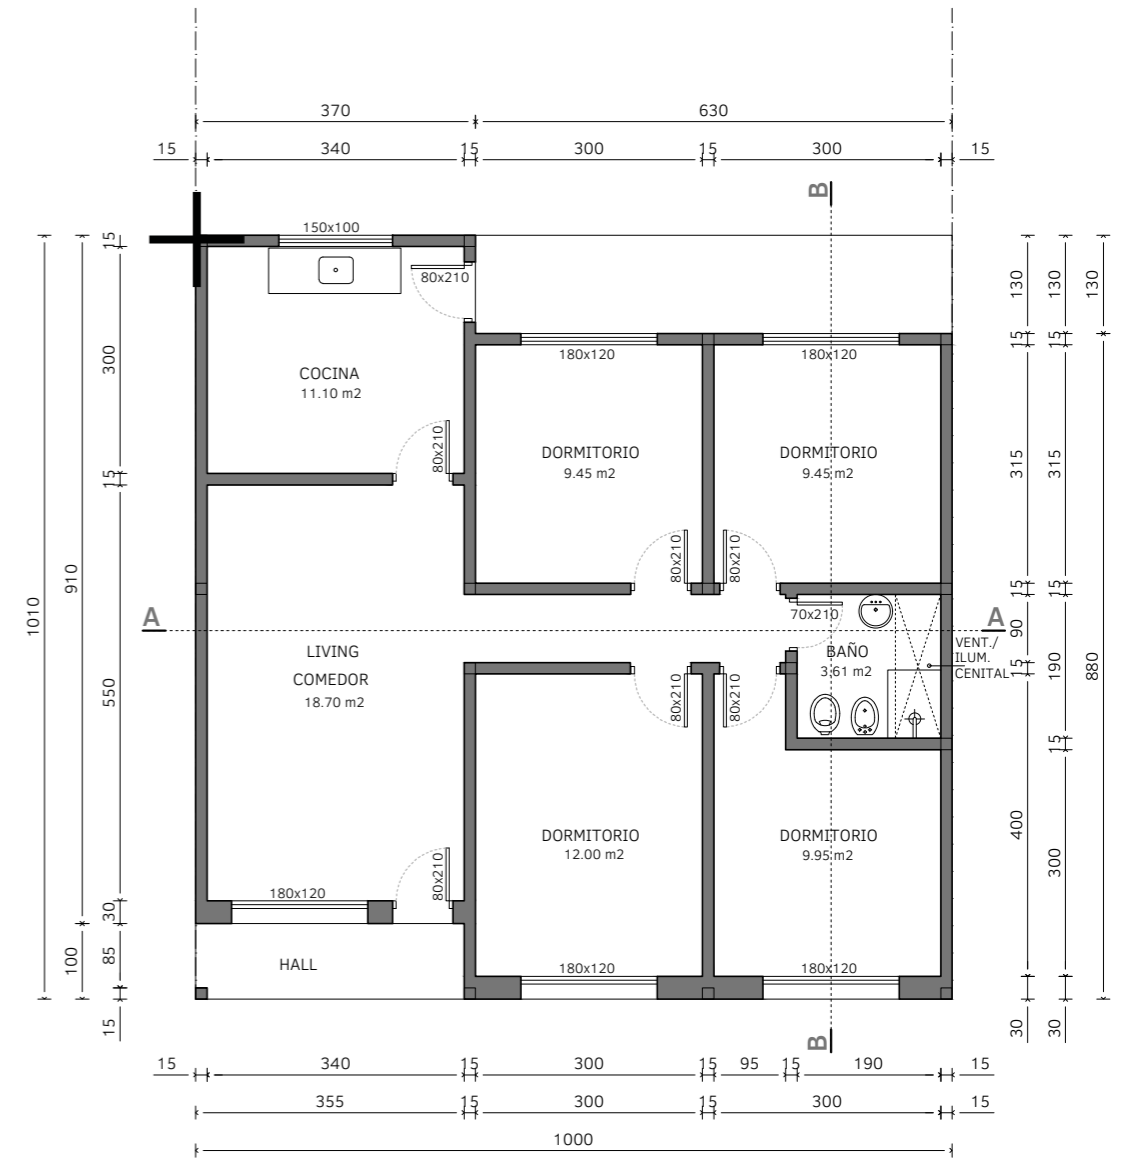 370 630
15 340 15 300 15 300 15
B
150x100
80x210
15 130 130 130
COCINA
11.10 m2
300
15 15
180x120 180x120
DORMITORIO DORMITORIO
9.45 m2 9.45 m2
80x210
15
315 315
910
1010
80x210 80x210
15 15
70x210
A A
LIVING
COMEDOR
18.70 m2
BAÑO
3.61 m2
VENT./
ILUM.
CENITAL
90
15
190
880
550
80x210 80x210
15
DORMITORIO DORMITORIO
12.00 m2 9.95 m2
400
300
80x210
180x120
30
HALL
85
100
180x120 180x120
15
30 30
B
15 340 15 300 15 95 15 190 15
355 15 300 15 300 15
1000